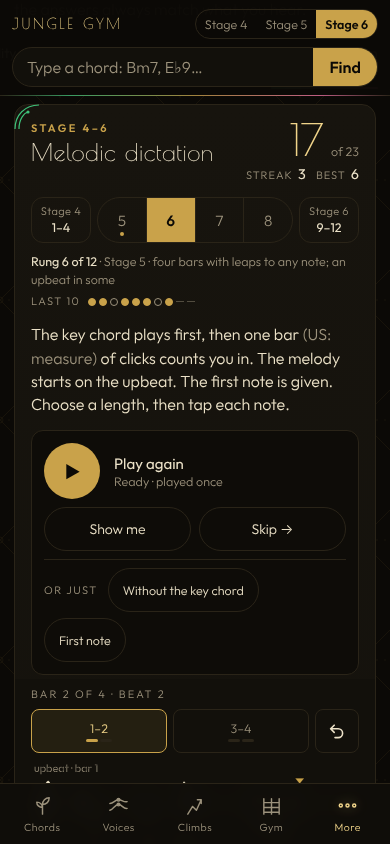 JUNGLE GYM
Stage 4 Stage 5 Stage 6
Type a chord: Bm7, E♭9… Find
STAGE 4–6
Melodic dictation
17 of 23
STREAK 3 BEST 6
Stage 4
1–4
5 6 7 8
Stage 6
9–12
Rung 6 of 12 · Stage 5 · four bars with leaps to any note; an
upbeat in some
LAST 10
The key chord plays first, then one bar (US:
measure) of clicks counts you in. The melody
starts on the upbeat. The first note is given.
Choose a length, then tap each note.
Play again
Ready · played once
Show me Skip →
OR JUST Without the key chord
First note
BAR 2 OF 4 · BEAT 2
1–2 3–4
upbeat · bar 1
Chords Voices Climbs Gym More